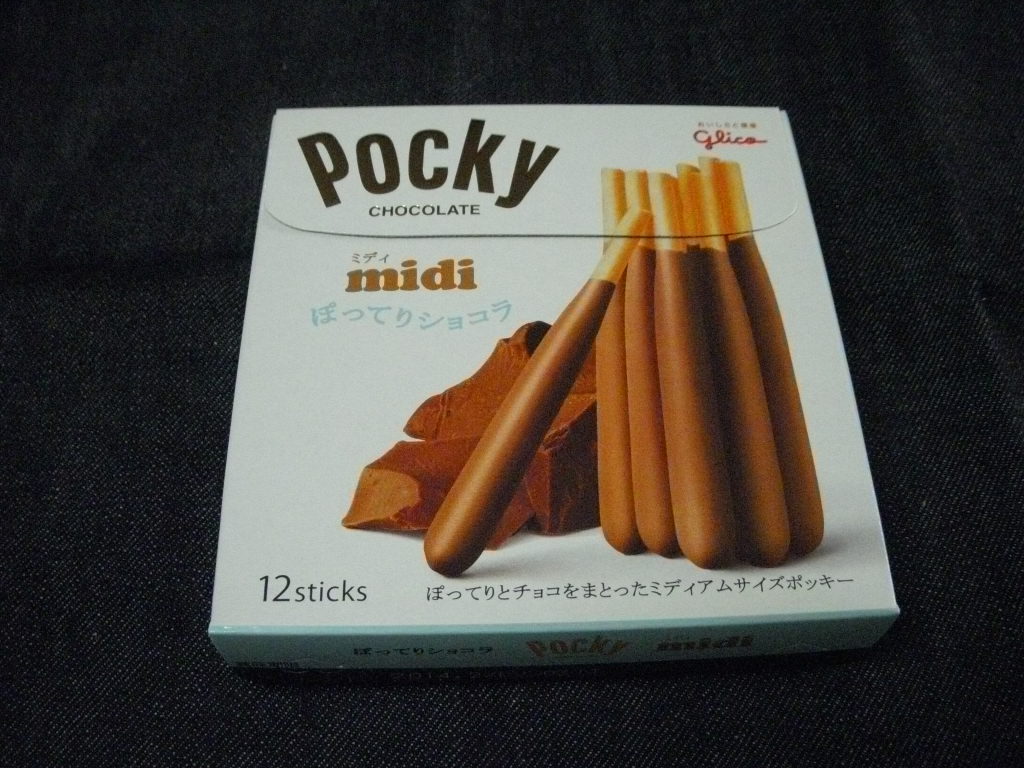 Pocky
CHOCOLATE
おいしさと健康
Glico
ミディ
midi
ぽってりショコラ
12sticks
ぽってりとチョコをまとったミディアムサイズポッキー
ぽってりショコラ Pocky midi